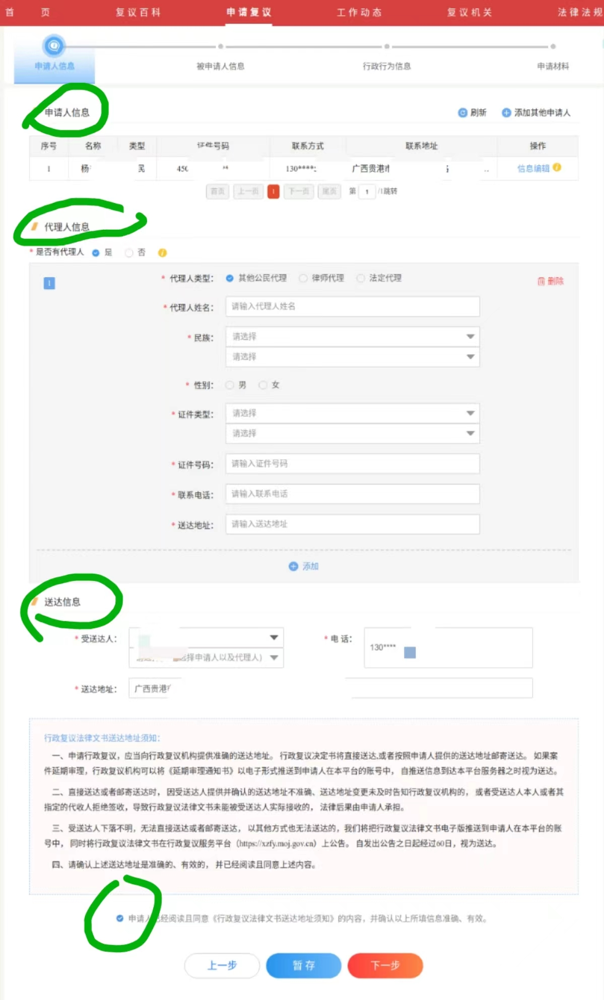 首 页 复议百科 申请复议 工作动态 复议机关 法律法规
申请人信息 被申请人信息 行政行为信息 申请材料
申请人信息 刷新 添加其他申请人
序号 名称 类型 证件号码 联系方式 联系地址 操作
1 杨 民 450 ** 130****: 广西贵港市 .. 信息编辑
首页 上一页 1 下一页 尾页 第 1 /1跳转
代理人信息
* 是否有代理人 是 否
1 * 代理人类型： 其他公民代理 律师代理 法定代理 删除
* 代理人姓名： 请输入代理人姓名
* 民族： 请选择
请选择
* 性别： 男 女
* 证件类型： 请选择
请选择
* 证件号码： 请输入证件号码
* 联系电话： 请输入联系电话
* 送达地址： 请输入送达地址
添加
送达信息
* 受送达人： * 电 话： 130****
选择申请人以及代理人)
* 送达地址： 广西贵港
行政复议法律文书送达地址须知：
一、申请行政复议，应当向行政复议机构提供准确的送达地址。 行政复议决定书将直接送达,或者按照申请人提供的送达地址邮寄送达。 如果案
件延期审理，行政复议机构可以将《延期审理通知书》以电子形式推送到申请人在本平台的账号中， 自推送信息到达本平台服务器之时视为送达。
二、直接送达或者邮寄送达时， 因受送达人提供并确认的送达地址不准确、送达地址变更未及时告知行政复议机构的， 或者受送达人本人或者其
指定的代收人拒绝签收，导致行政复议法律文书未能被受送达人实际接收的， 法律后果由申请人承担。
三、受送达人下落不明，无法直接送达或者邮寄送达， 以其他方式也无法送达的，我们将把行政复议法律文书电子版推送到申请人在本平台的账
号中， 同时将行政复议法律文书在行政复议服务平台（https://xzfy.moj.gov.cn）上公告。 自发出公告之日起经过60日，视为送达。
四、请确认上述送达地址是准确的、有效的， 并已经阅读且同意上述内容。
申请人已经阅读且同意《行政复议法律文书送达地址须知》的内容，并确认以上所填信息准确、有效。
上一步 暂存 下一步